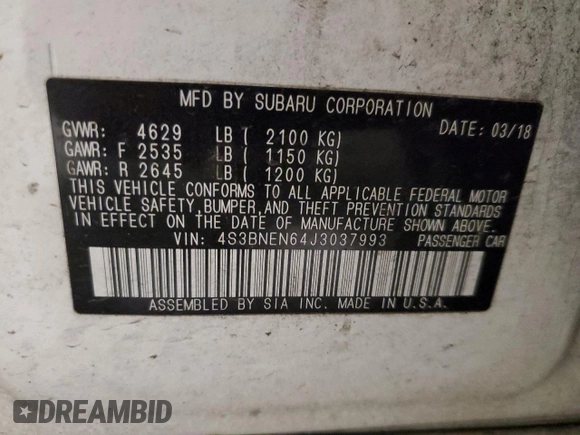 MFD BY SUBARU CORPORATION
GVWR: 4629 LB ( 2100 KG) DATE: 03/18
GAWR: F 2535 LB ( 1150 KG)
GAWR: R 2645 LB ( 1200 KG)
THIS VEHICLE CONFORMS TO ALL APPLICABLE FEDERAL MOTOR
VEHICLE SAFETY, BUMPER, AND THEFT PREVENTION STANDARDS
IN EFFECT ON THE DATE OF MANUFACTURE SHOWN ABOVE.
VIN: 4S3BNEN64J3037993 PASSENGER CAR
ASSEMBLED BY SIA INC. MADE IN U.S.A.
DREAMBID